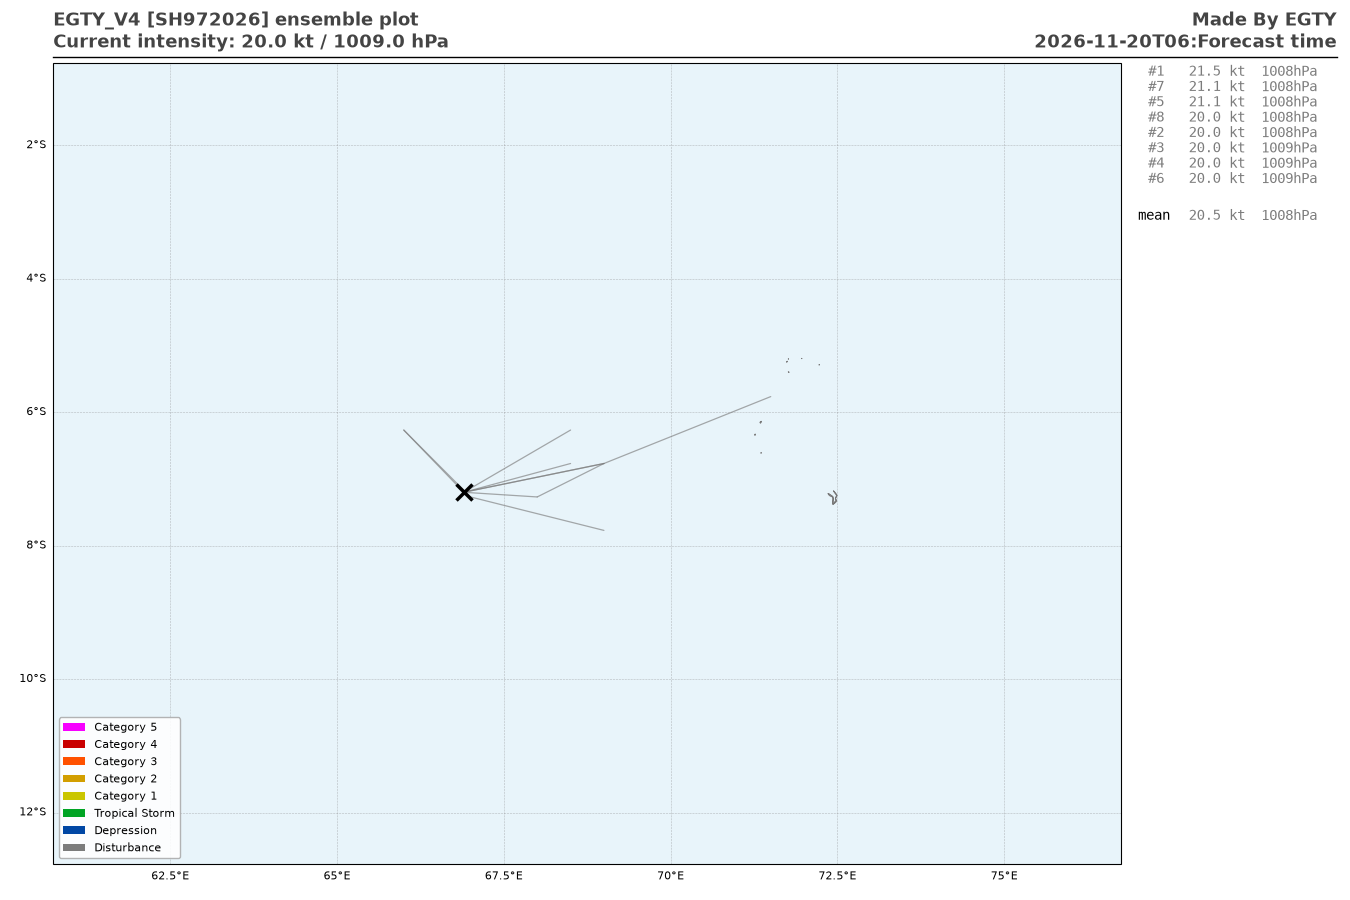 EGTY_V4 [SH972026] ensemble plot
Current intensity: 20.0 kt / 1009.0 hPa
Made By EGTY
2026-11-20T06:Forecast time
#1 21.5 kt 1008hPa
#7 21.1 kt 1008hPa
#5 21.1 kt 1008hPa
#8 20.0 kt 1008hPa
#2 20.0 kt 1008hPa
#3 20.0 kt 1009hPa
#4 20.0 kt 1009hPa
#6 20.0 kt 1009hPa
mean 20.5 kt 1008hPa
2°S
4°S
6°S
8°S
10°S
12°S
Category 5
Category 4
Category 3
Category 2
Category 1
Tropical Storm
Depression
Disturbance
62.5°E 65°E 67.5°E 70°E 72.5°E 75°E